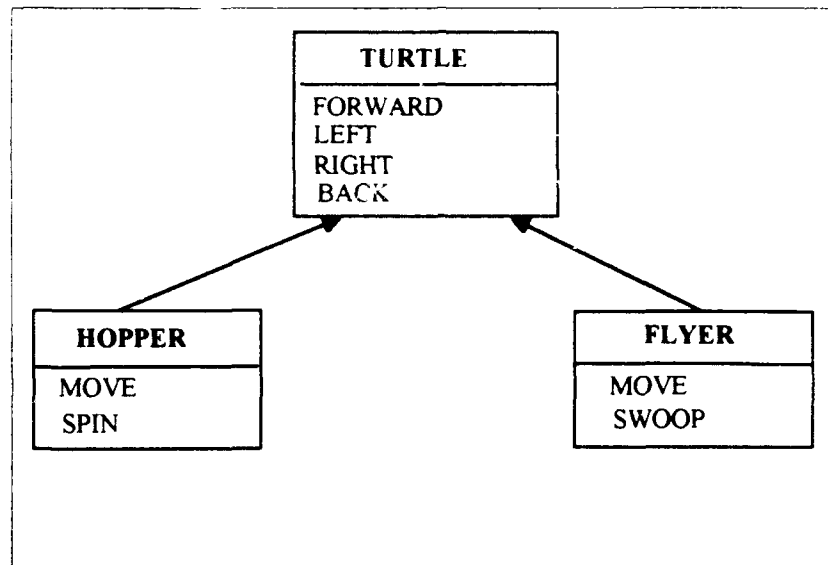 TURTLE
FORWARD
LEFT
RIGHT
BACK
HOPPER
MOVE
SPIN
FLYER
MOVE
SWOOP